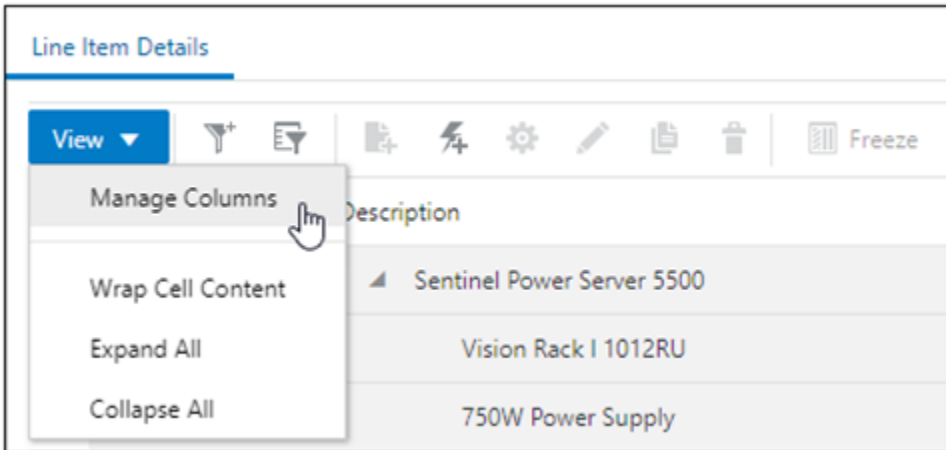 Line Item Details
View
Freeze
Manage Columns
Description
Wrap Cell Content
Sentinel Power Server 5500
Expand All
Vision Rack I 1012RU
Collapse All
750W Power Supply